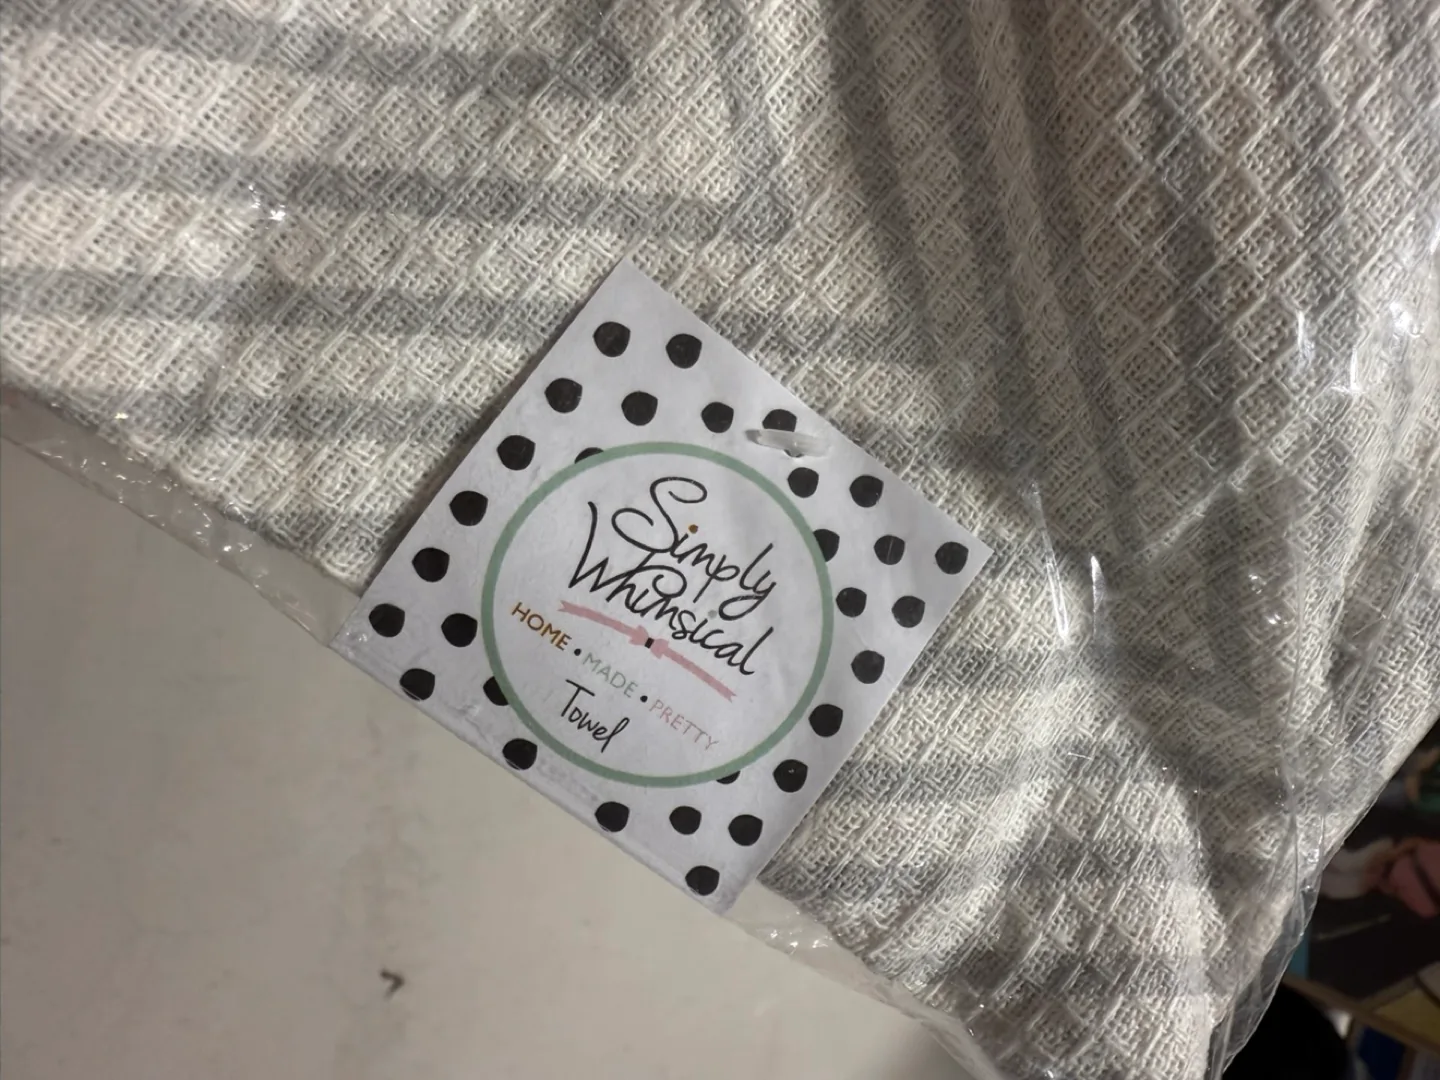 Simply
Whimsical
HOME • MADE • PRETTY
Towel